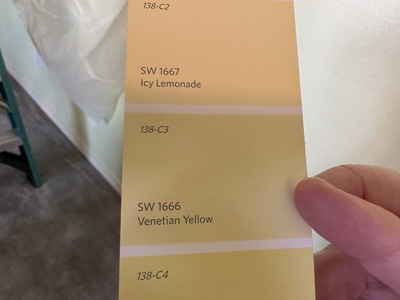 138-C2
SW 1667
Icy Lemonade
138-C3
SW 1666
Venetian Yellow
138-C4